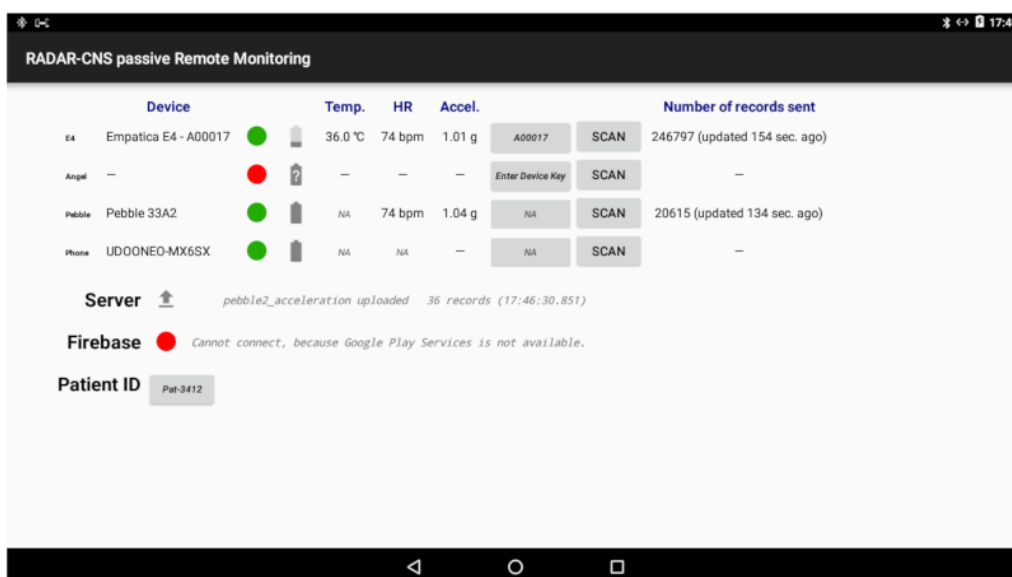 17:4
RADAR-CNS passive Remote Monitoring
Device Temp. HR Accel. Number of records sent
E4 Empatica E4 - A00017 36.0 °C 74 bpm 1.01 g A00017 SCAN 246797 (updated 154 sec. ago)
Angel — ? — — — Enter Device Key SCAN —
Pebble Pebble 33A2 NA 74 bpm 1.04 g NA SCAN 20615 (updated 134 sec. ago)
Phone UDOONEO-MX6SX NA NA — NA SCAN —
Server pebble2_acceleration uploaded 36 records (17:46:30.851)
Firebase Cannot connect, because Google Play Services is not available.
Patient ID Pat-3412